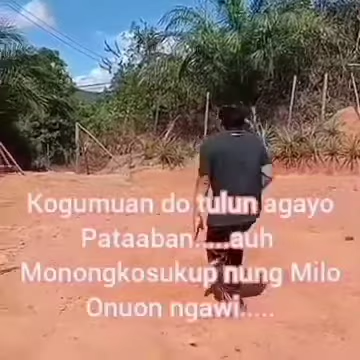 Kogumuan do tulun agayo
Pataaban.....auh
Monongkosukup nung Milo
Onuon ngawi.....